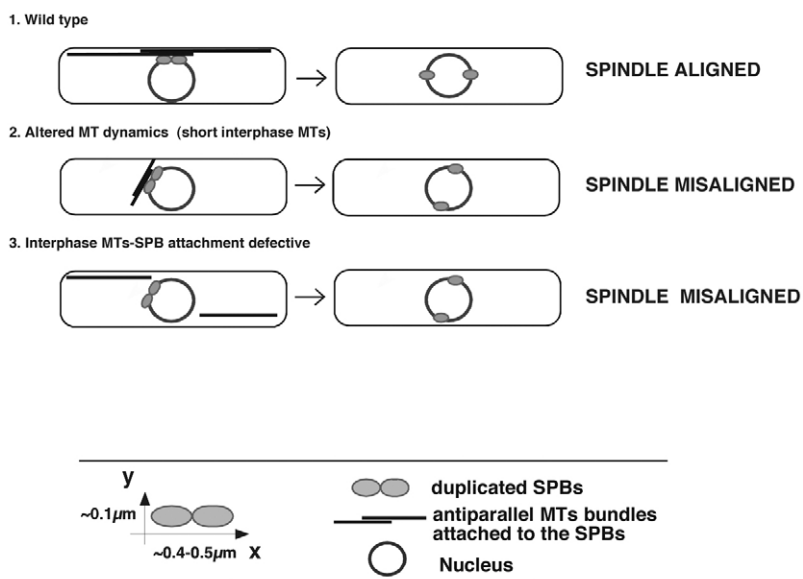 1. Wild type
SPINDLE ALIGNED
2. Altered MT dynamics (short interphase MTs)
SPINDLE MISALIGNED
3. Interphase MTs-SPB attachment defective
SPINDLE MISALIGNED
y
~0.1µm
~0.4-0.5µm x
duplicated SPBs
antiparallel MTs bundles
attached to the SPBs
Nucleus